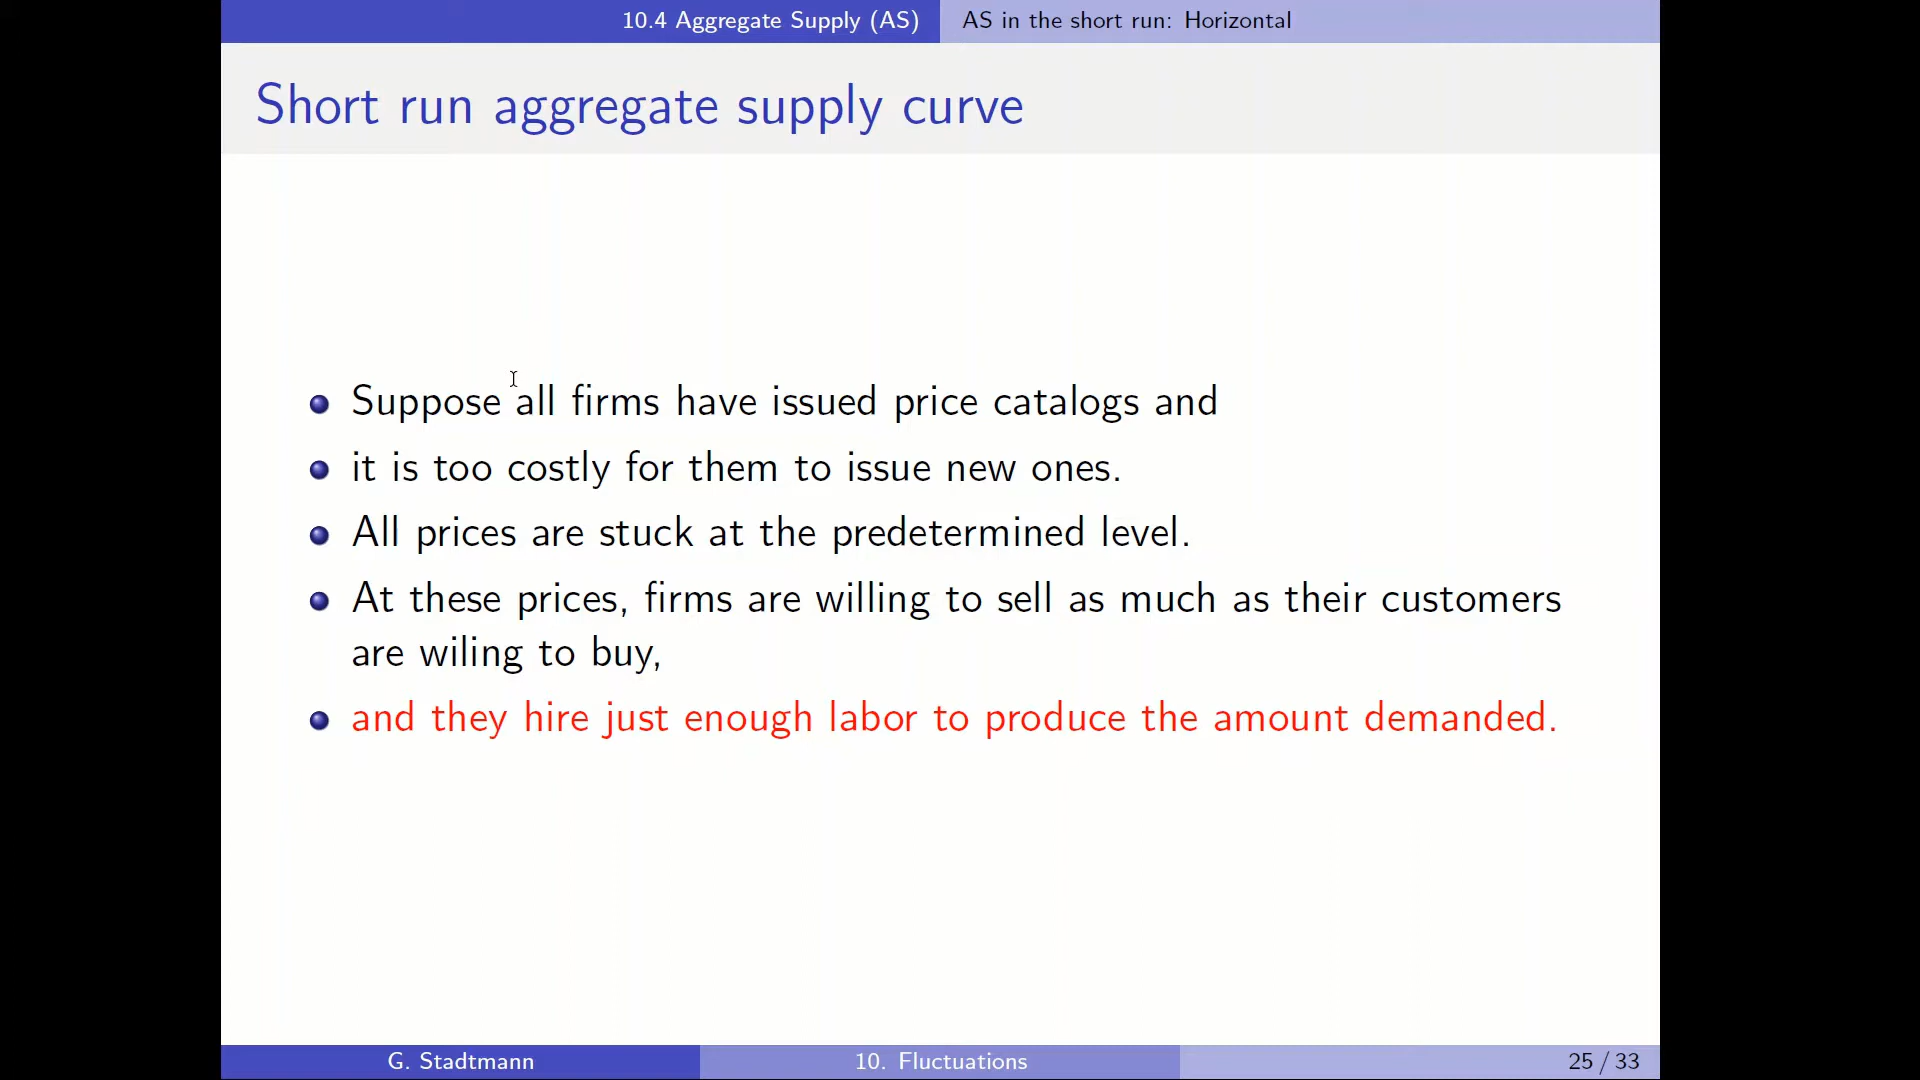 10.4 Aggregate Supply (AS)
AS in the short run: Horizontal
Short run aggregate supply curve
Suppose all firms have issued price catalogs and
it is too costly for them to issue new ones.
All prices are stuck at the predetermined level.
At these prices, firms are willing to sell as much as their customers
are wiling to buy,
and they hire just enough labor to produce the amount demanded.
G. Stadtmann
10. Fluctuations
25 / 33